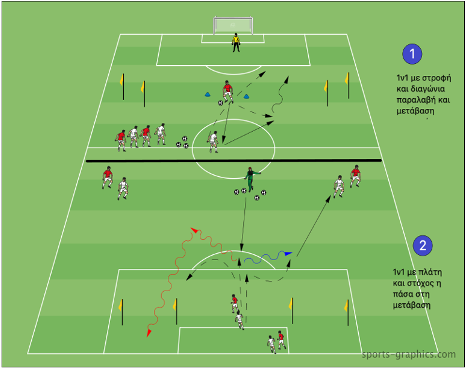 1
1v1 με στροφή
και διαγώνια
παραλαβή και
μετάβαση
2
1v1 με πλάτη
και στόχος η
πάσα στη
μετάβαση
sports-graphics.com